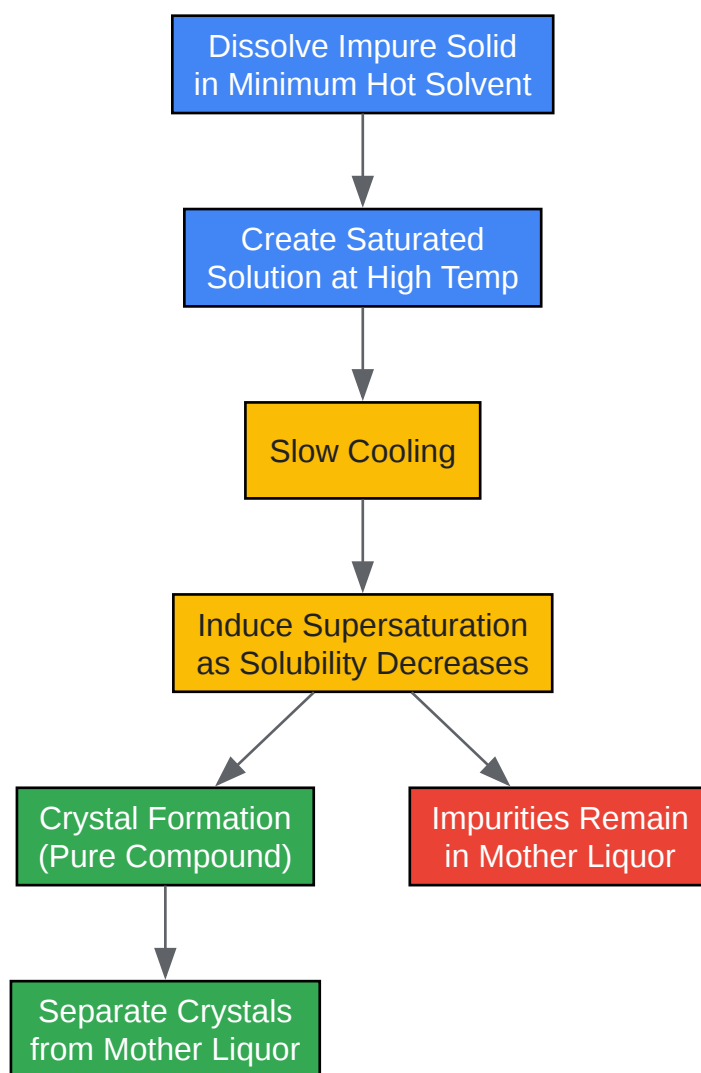 Dissolve Impure Solid
in Minimum Hot Solvent
Create Saturated
Solution at High Temp
Slow Cooling
Induce Supersaturation
as Solubility Decreases
Crystal Formation
(Pure Compound)
Impurities Remain
in Mother Liquor
Separate Crystals
from Mother Liquor